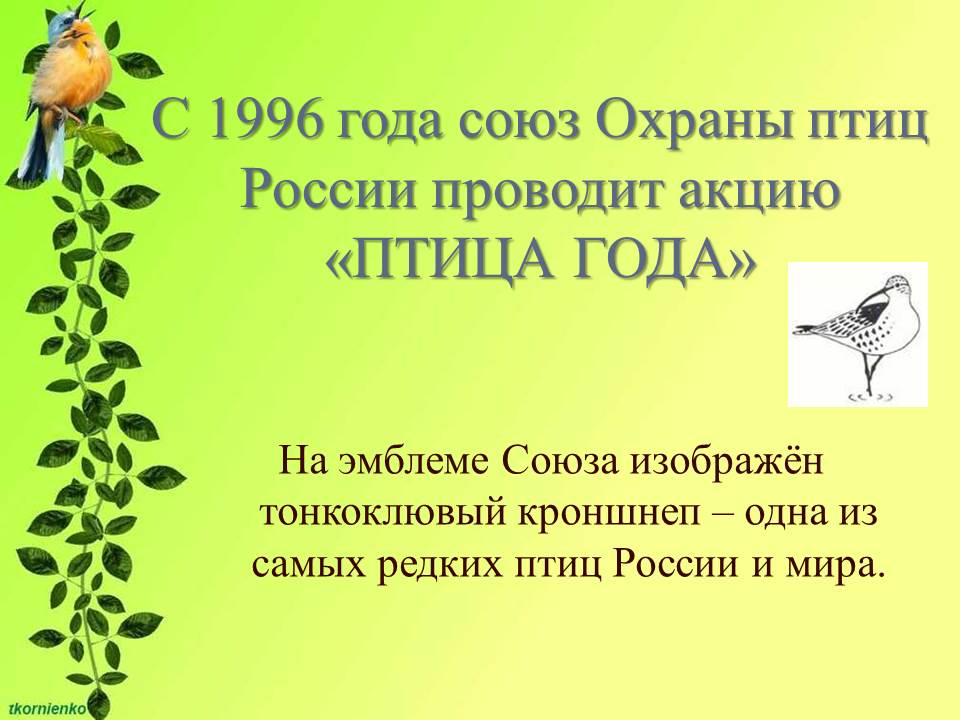 С 1996 года союз Охраны птиц
России проводит акцию
«ПТИЦА ГОДА»
На эмблеме Союза изображён
тонкоклювый кроншнеп – одна из
самых редких птиц России и мира.
tkornienko